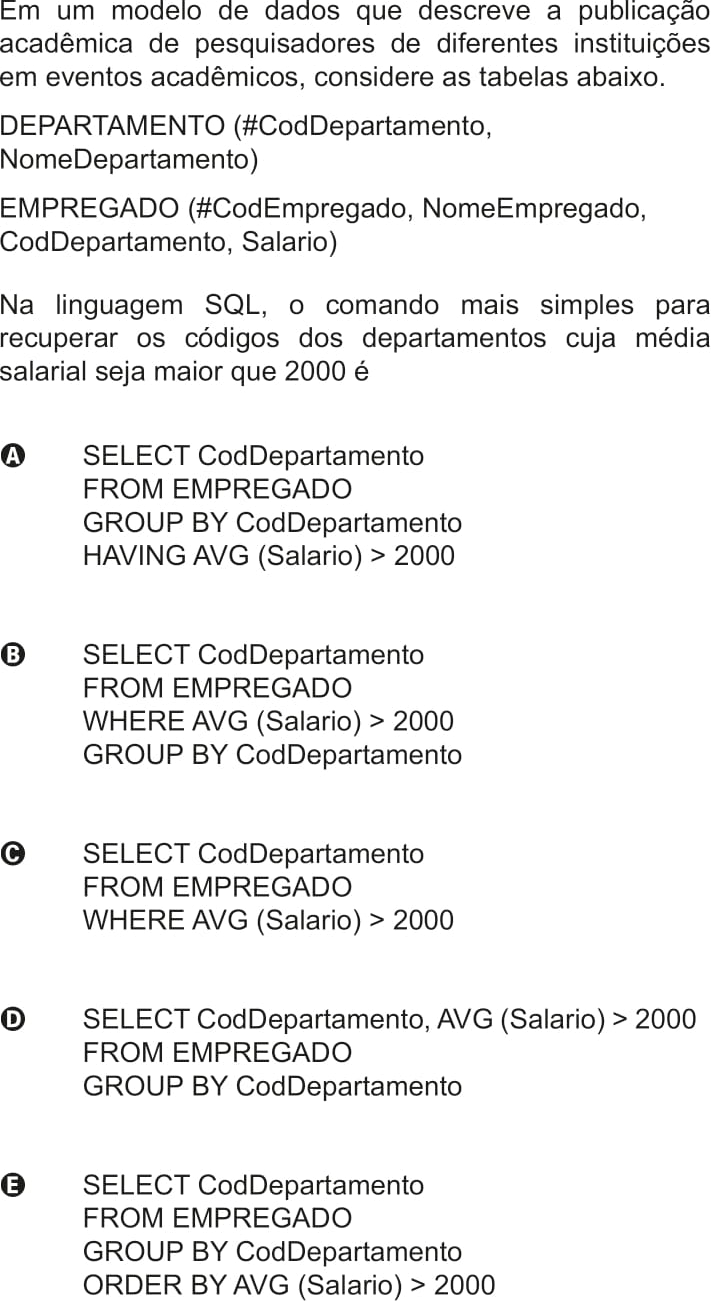 Em um modelo de dados que descreve a publicação
acadêmica de pesquisadores de diferentes instituições
em eventos acadêmicos, considere as tabelas abaixo.
DEPARTAMENTO (#CodDepartamento,
NomeDepartamento)
EMPREGADO (#CodEmpregado, NomeEmpregado,
CodDepartamento, Salario)
Na linguagem SQL, o comando mais simples para
recuperar os códigos dos departamentos cuja média
salarial seja maior que 2000 é
A SELECT CodDepartamento
FROM EMPREGADO
GROUP BY CodDepartamento
HAVING AVG (Salario) > 2000
B SELECT CodDepartamento
FROM EMPREGADO
WHERE AVG (Salario) > 2000
GROUP BY CodDepartamento
C SELECT CodDepartamento
FROM EMPREGADO
WHERE AVG (Salario) > 2000
D SELECT CodDepartamento, AVG (Salario) > 2000
FROM EMPREGADO
GROUP BY CodDepartamento
E SELECT CodDepartamento
FROM EMPREGADO
GROUP BY CodDepartamento
ORDER BY AVG (Salario) > 2000